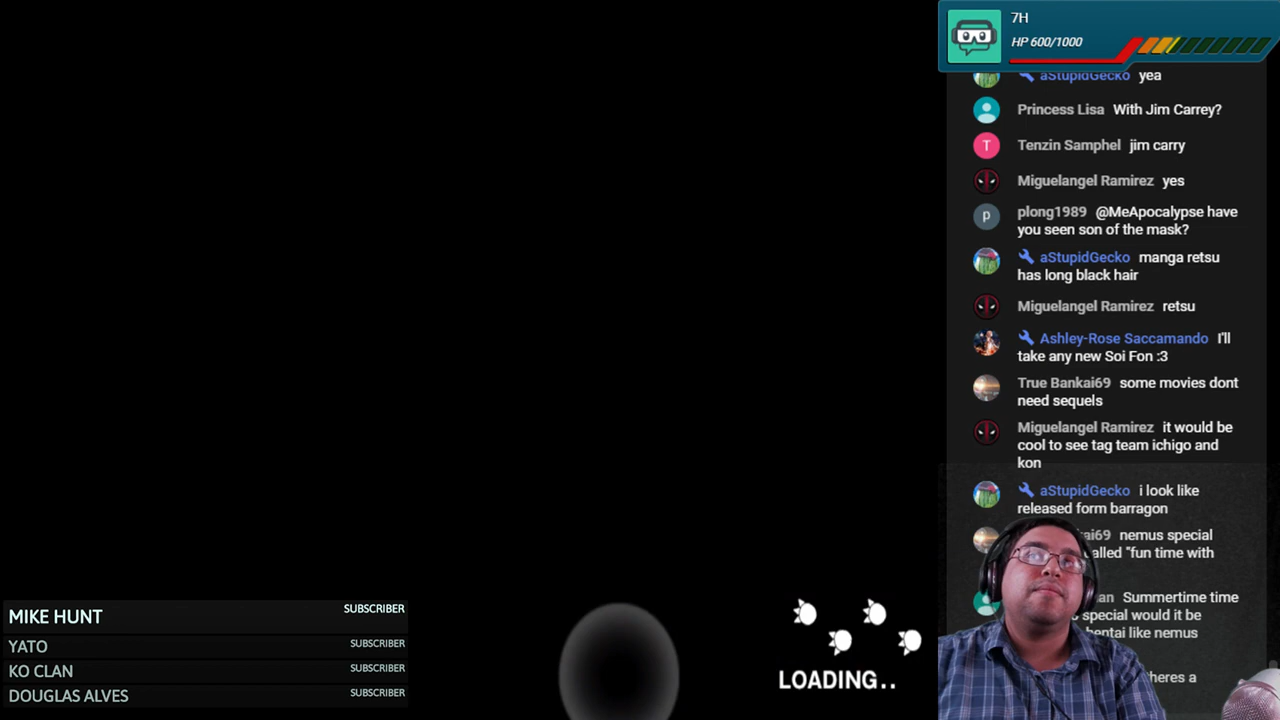 7H
HP 600/1000
aStupidGecko yea
Princess Lisa With Jim Carrey?
Tenzin Samphel jim carry
Miguelangel Ramirez yes
plong1989 @MeApocalypse have
you seen son of the mask?
aStupidGecko manga retsu
has long black hair
Miguelangel Ramirez retsu
Ashley-Rose Saccamando I'll
take any new Soi Fon :3
True Bankai69 some movies dont
need sequels
Miguelangel Ramirez it would be
cool to see tag team ichigo and
kon
aStupidGecko i look like
released form barragon
nemus special
"fun time with
Summertime time
special would it be
like nemus
T
p
MIKE HUNT SUBSCRIBER
YATO SUBSCRIBER
KO CLAN SUBSCRIBER
DOUGLAS ALVES SUBSCRIBER
LOADING..